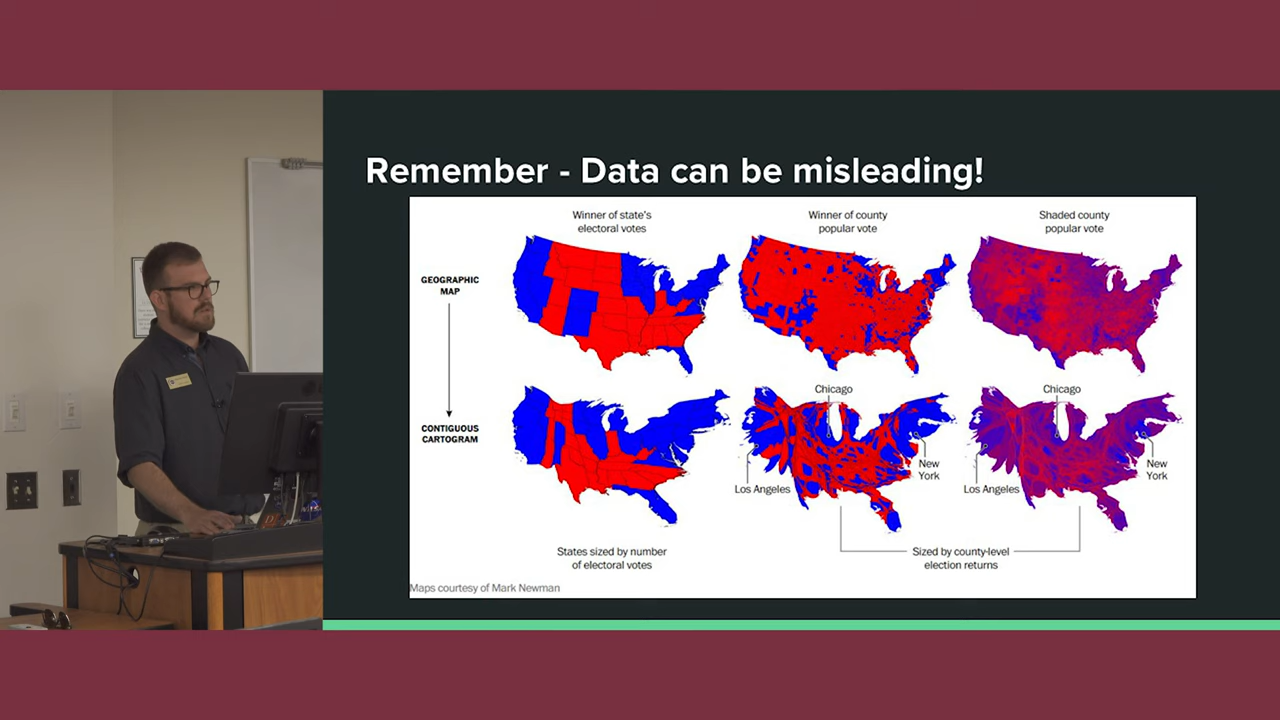 Remember - Data can be misleading!
Winner of state's
electoral votes
Winner of county
popular vote
Shaded county
popular vote
GEOGRAPHIC
MAP
CONTIGUOUS
CARTOGRAM
Chicago
Chicago
New
York
New
York
Los Angeles
Los Angeles
States sized by number
of electoral votes
Sized by county-level
election returns
Maps courtesy of Mark Newman